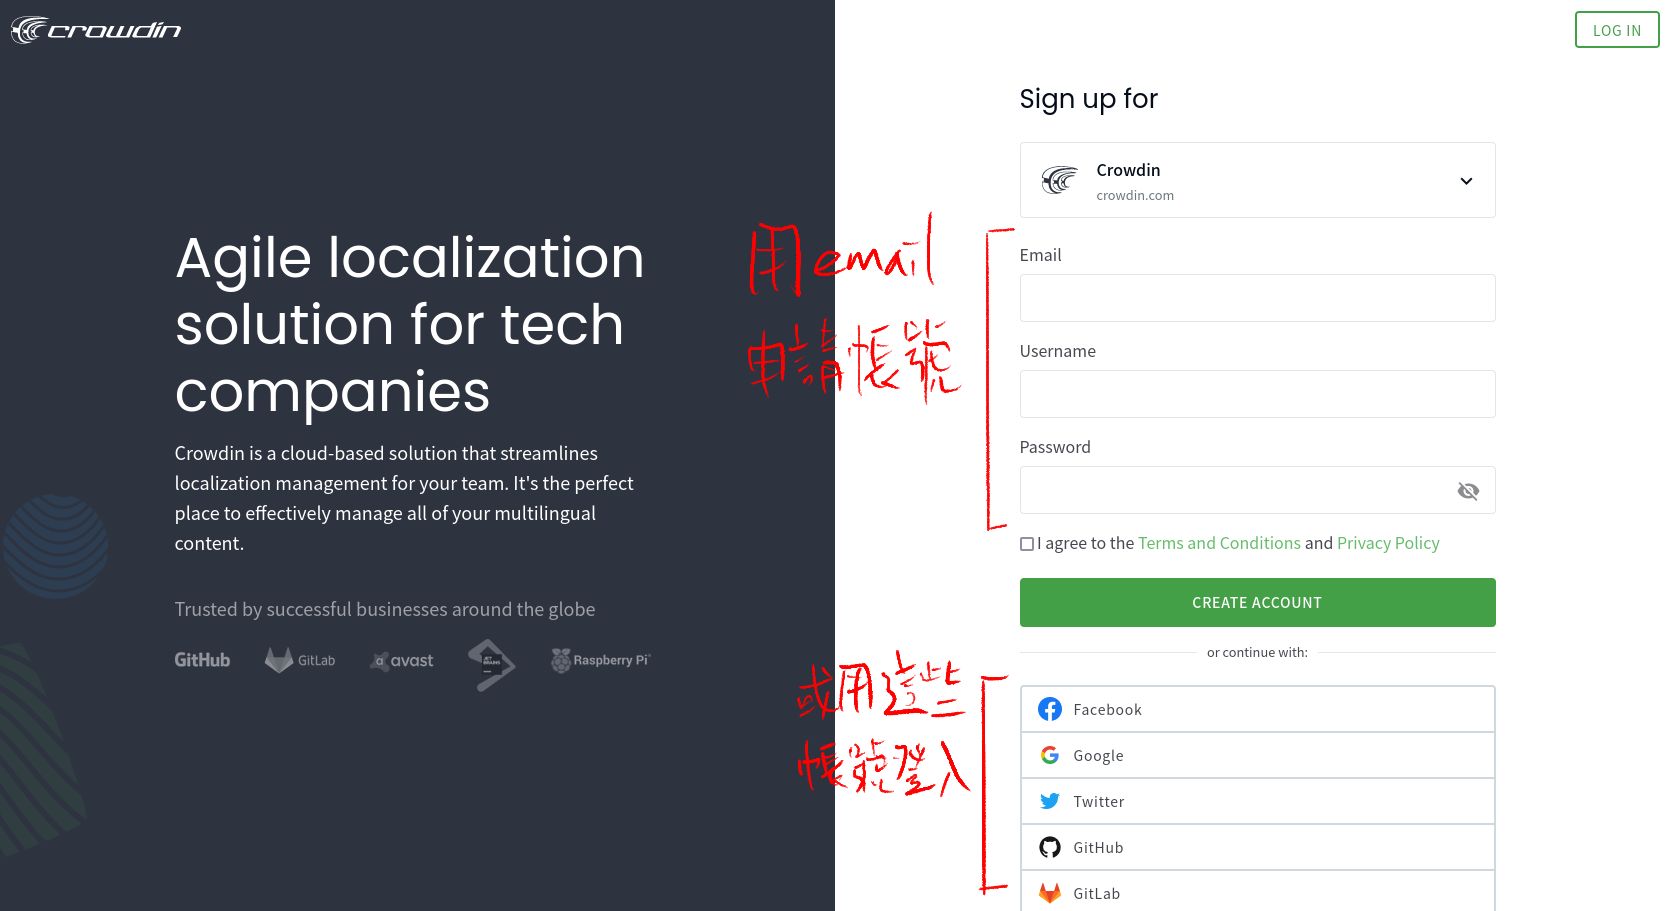 crowdin
LOG IN
Sign up for
Crowdin
crowdin.com
Agile localization
solution for tech
companies
Crowdin is a cloud-based solution that streamlines
localization management for your team. It's the perfect
place to effectively manage all of your multilingual
content.
Trusted by successful businesses around the globe
GitHub
GitLab
avast
JET
BRAINS
Raspberry Pi
用email
申請帳號
Email
Username
Password
I agree to the Terms and Conditions and Privacy Policy
CREATE ACCOUNT
or continue with:
或用這些
帳號登入
Facebook
Google
Twitter
GitHub
GitLab